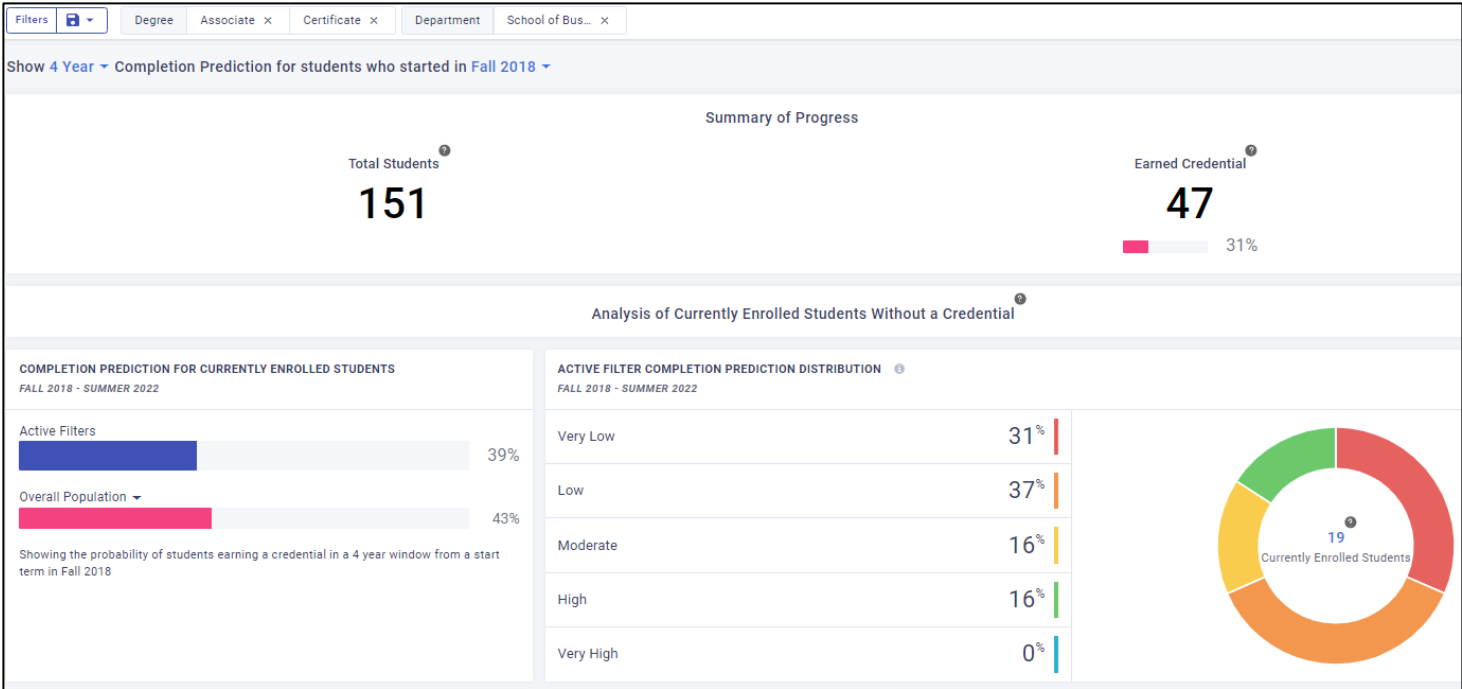 Filters Degree Associate × Certificate × Department School of Bus... ×
Show 4 Year Completion Prediction for students who started in Fall 2018
Summary of Progress
Total Students ?
151
Earned Credential ?
47
31%
Analysis of Currently Enrolled Students Without a Credential ?
COMPLETION PREDICTION FOR CURRENTLY ENROLLED STUDENTS
FALL 2018 - SUMMER 2022
Active Filters
39%
Overall Population
43%
Showing the probability of students earning a credential in a 4 year window from a start
term in Fall 2018
ACTIVE FILTER COMPLETION PREDICTION DISTRIBUTION i
FALL 2018 - SUMMER 2022
Very Low 31%
Low 37%
Moderate 16%
High 16%
Very High 0%
?
19
Currently Enrolled Students